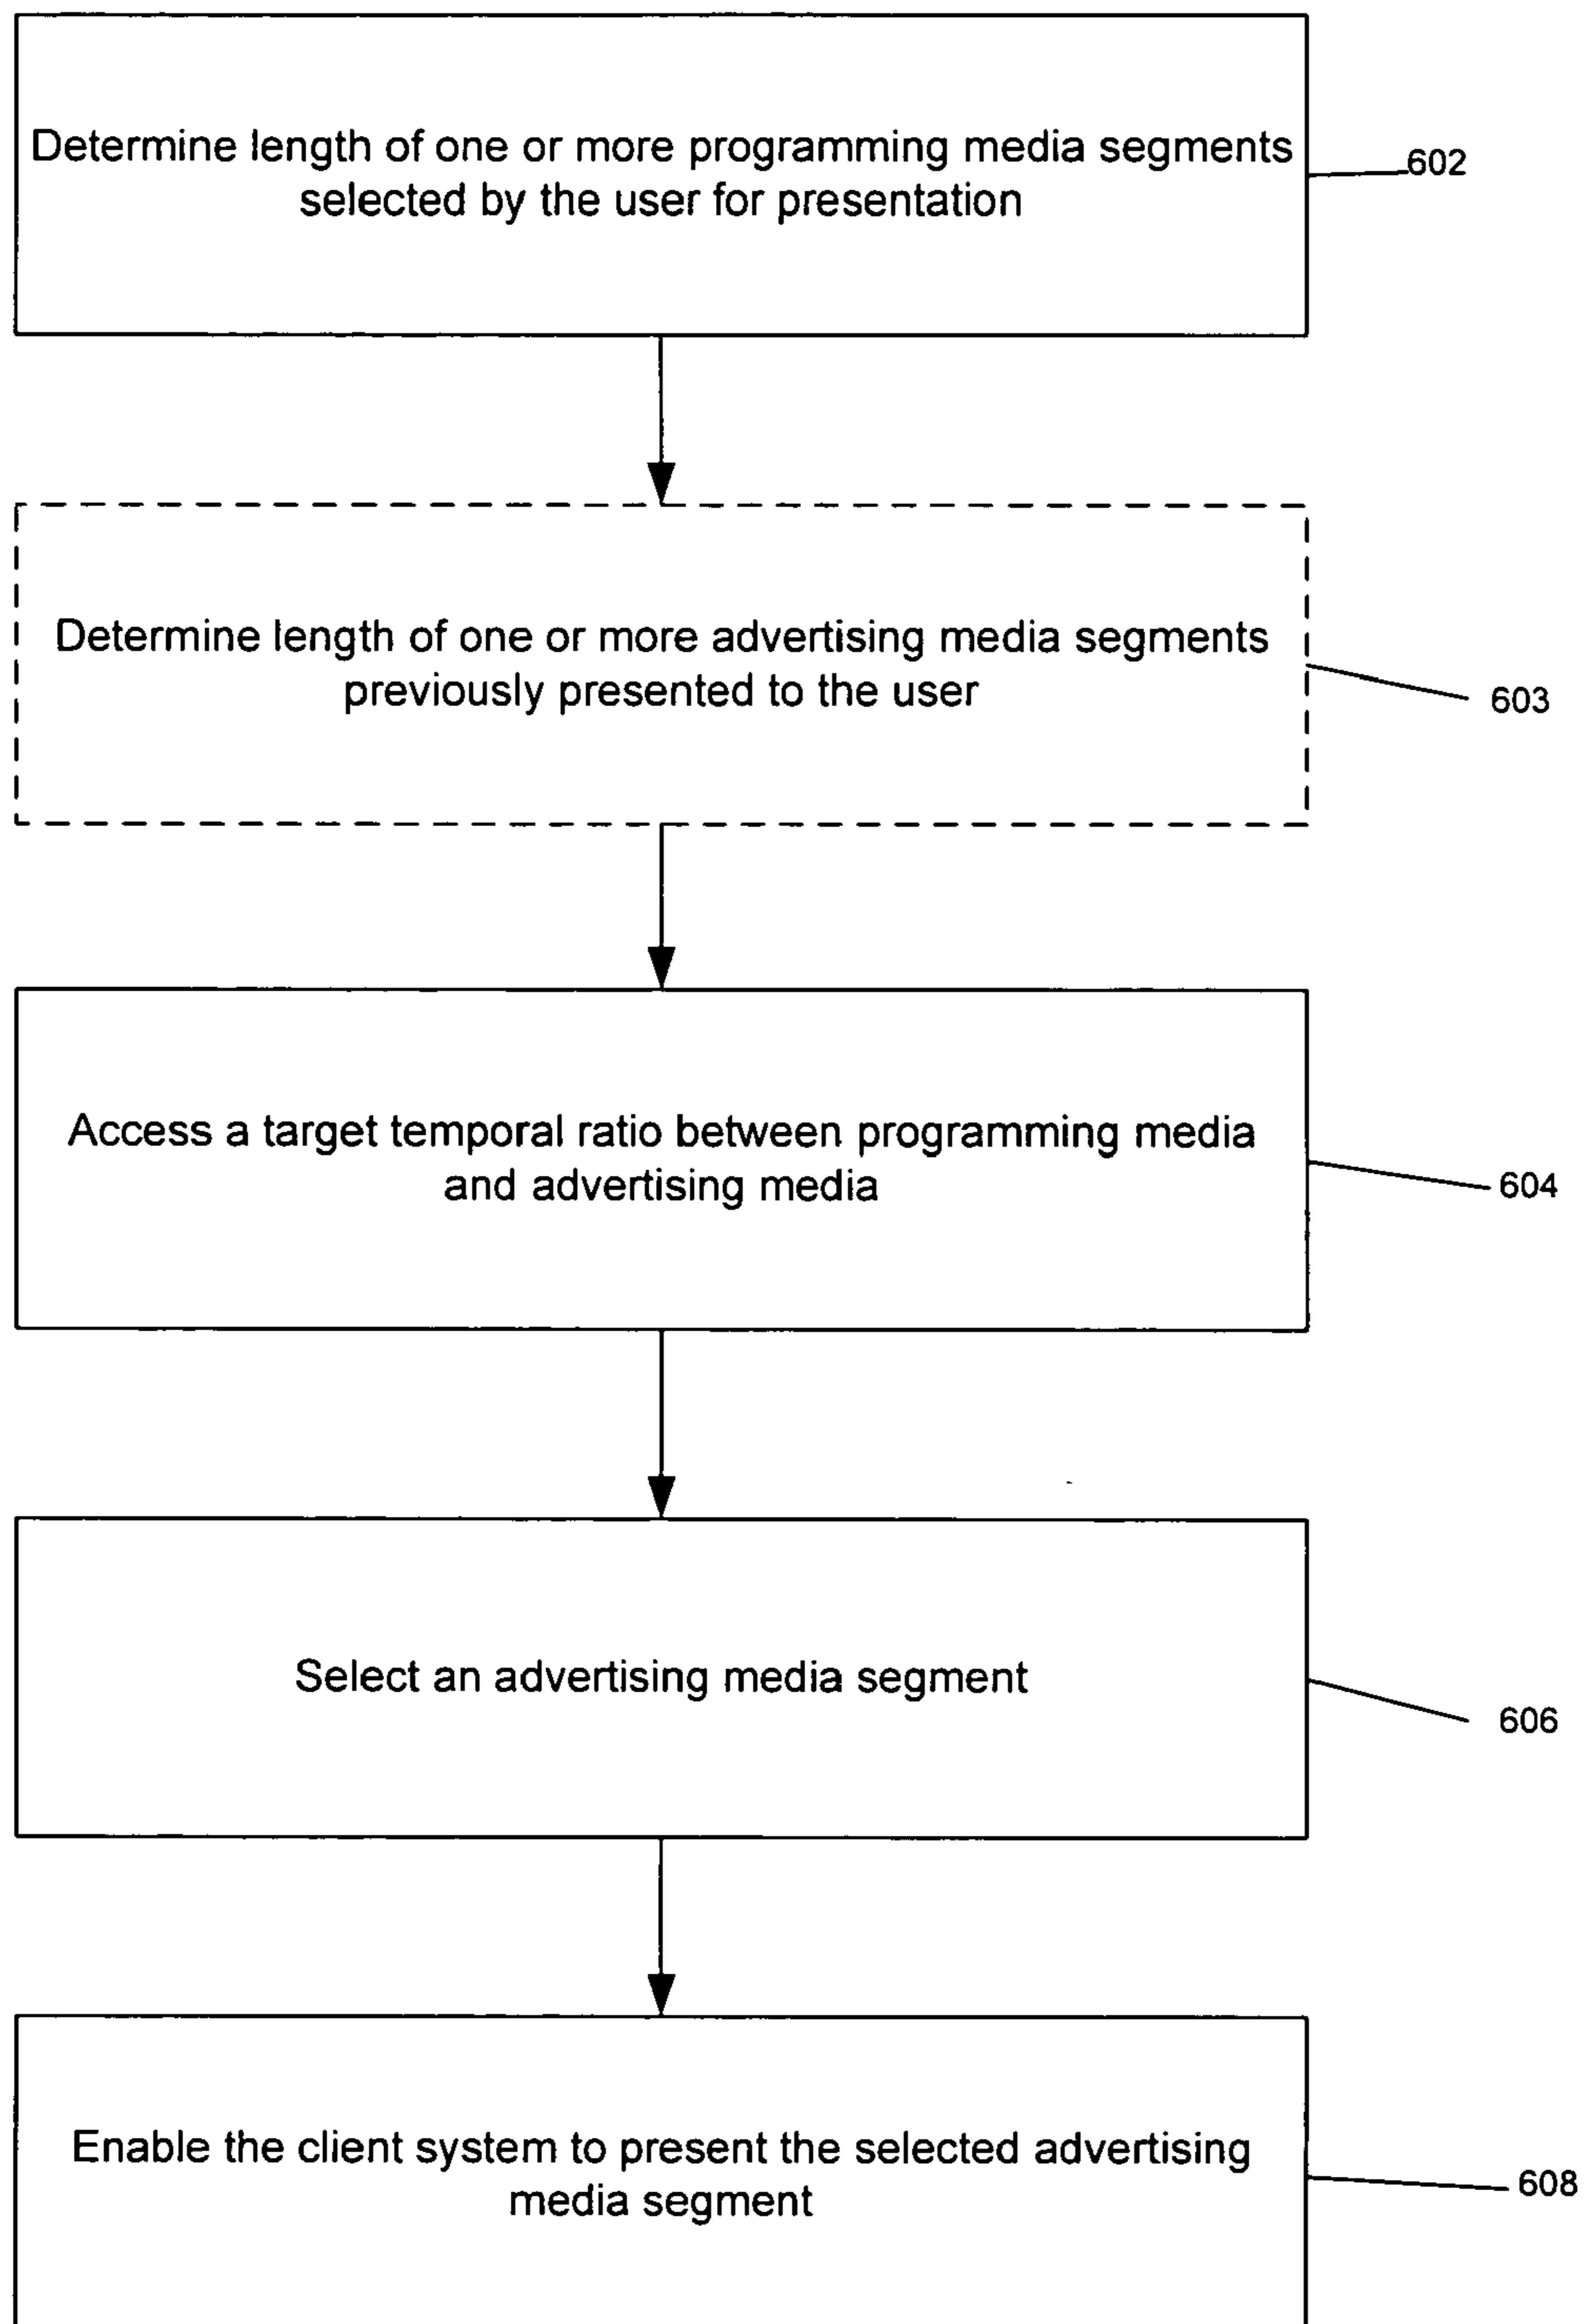 Determine length of one or more programming media segments
selected by the user for presentation
602
Determine length of one or more advertising media segments
previously presented to the user
603
Access a target temporal ratio between programming media
and advertising media
604
Select an advertising media segment
606
Enable the client system to present the selected advertising
media segment
608